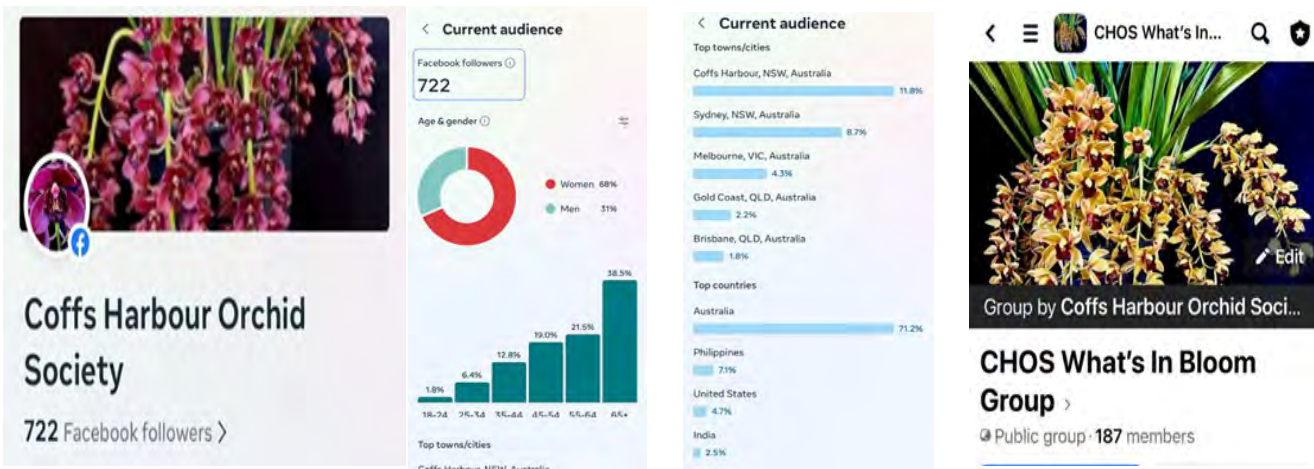 Coffs Harbour Orchid
Society
722 Facebook followers >
< Current audience
Facebook followers
722
Age & gender
Women 68%
Men 31%
1.8%
6.4%
12.8%
19.0%
21.5%
38.5%
18-24 25-34 35-44 45-54 55-64 65+
Top towns/cities
Coffs Harbour, NSW, Australia
< Current audience
Top towns/cities
Coffs Harbour, NSW, Australia
11.8%
Sydney, NSW, Australia
8.7%
Melbourne, VIC, Australia
4.3%
Gold Coast, QLD, Australia
2.2%
Brisbane, QLD, Australia
1.8%
Top countries
Australia
71.2%
Philippines
7.1%
United States
4.7%
India
2.5%
CHOS What's In...
Edit
Group by Coffs Harbour Orchid Soci...
CHOS What's In Bloom
Group >
Public group · 187 members